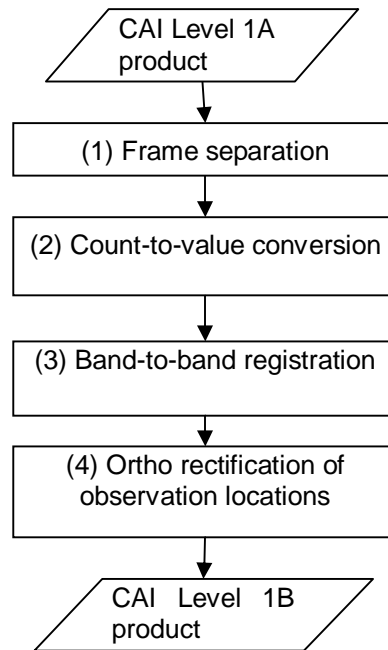 CAI Level 1A
product
(1) Frame separation
(2) Count-to-value conversion
(3) Band-to-band registration
(4) Ortho rectification of
observation locations
CAI Level 1B
product